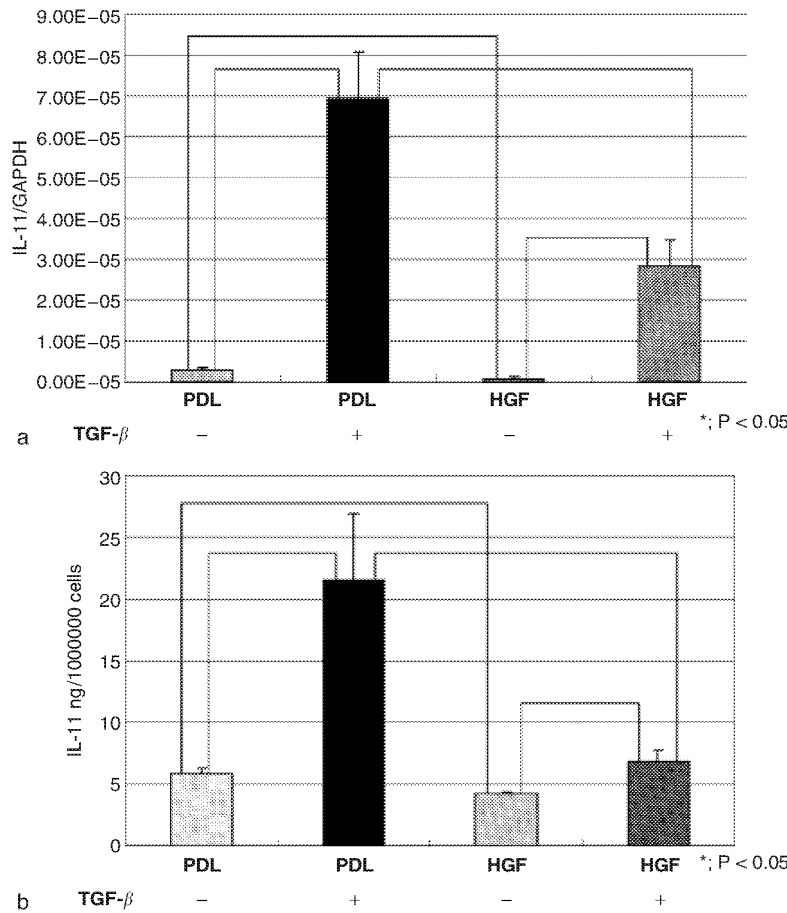 9.00E−05
8.00E−05
7.00E−05
6.00E−05
5.00E−05
4.00E−05
3.00E−05
2.00E−05
1.00E−05
0.00E−05
IL-11/GAPDH
PDL PDL HGF HGF
*; P < 0.05
a TGF-β − + − +
30
25
20
15
10
5
0
IL-11 ng/1000000 cells
PDL PDL HGF HGF
*; P < 0.05
b TGF-β − + − +